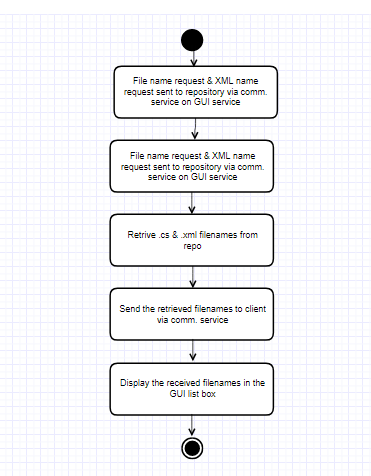 File name request & XML name
request sent to repository via comm.
service on GUI service
File name request & XML name
request sent to repository via comm.
service on GUI service
Retrive .cs & .xml filenames from
repo
Send the retrieved filenames to client
via comm. service
Display the received filenames in the
GUI list box